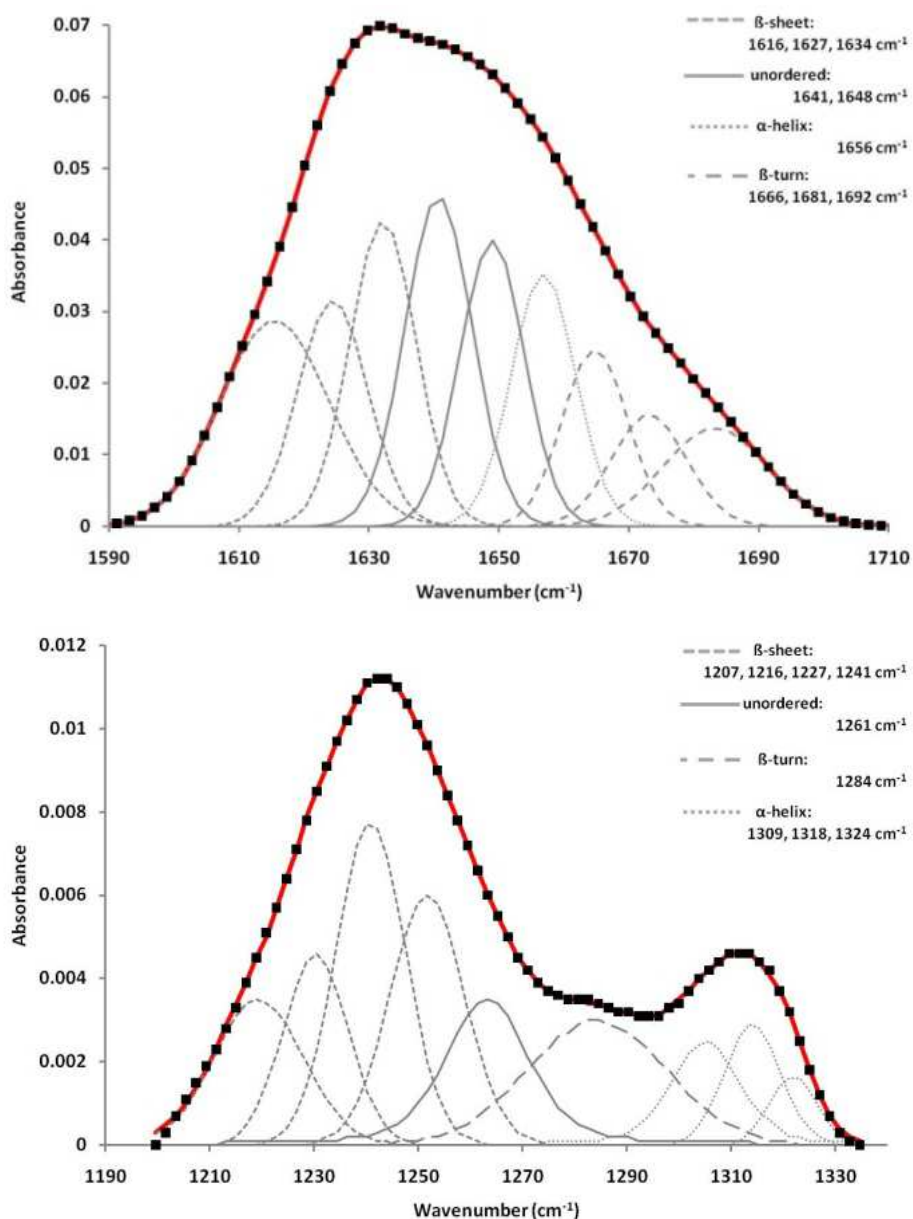 0.07
0.06
0.05
0.04
0.03
0.02
0.01
0
Absorbance
1590 1610 1630 1650 1670 1690 1710
Wavenumber (cm⁻¹)
ß-sheet:
1616, 1627, 1634 cm⁻¹
unordered:
1641, 1648 cm⁻¹
α-helix:
1656 cm⁻¹
ß-turn:
1666, 1681, 1692 cm⁻¹
0.012
0.01
0.008
0.006
0.004
0.002
0
Absorbance
1190 1210 1230 1250 1270 1290 1310 1330
Wavenumber (cm⁻¹)
ß-sheet:
1207, 1216, 1227, 1241 cm⁻¹
unordered:
1261 cm⁻¹
ß-turn:
1284 cm⁻¹
α-helix:
1309, 1318, 1324 cm⁻¹